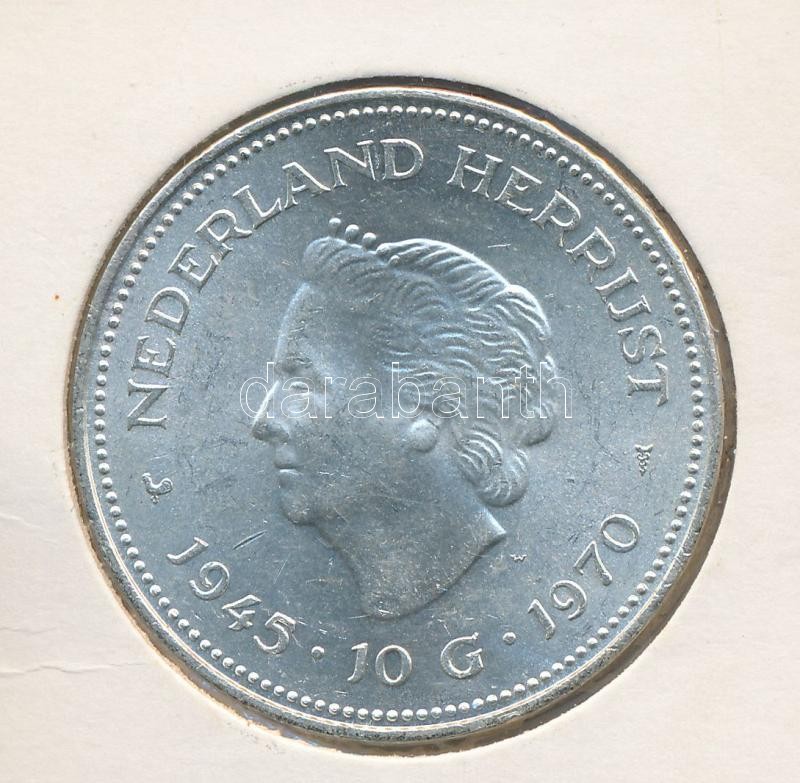 NEDERLAND HERRIJST
1945 · 10 G · 1970
W
darabanth